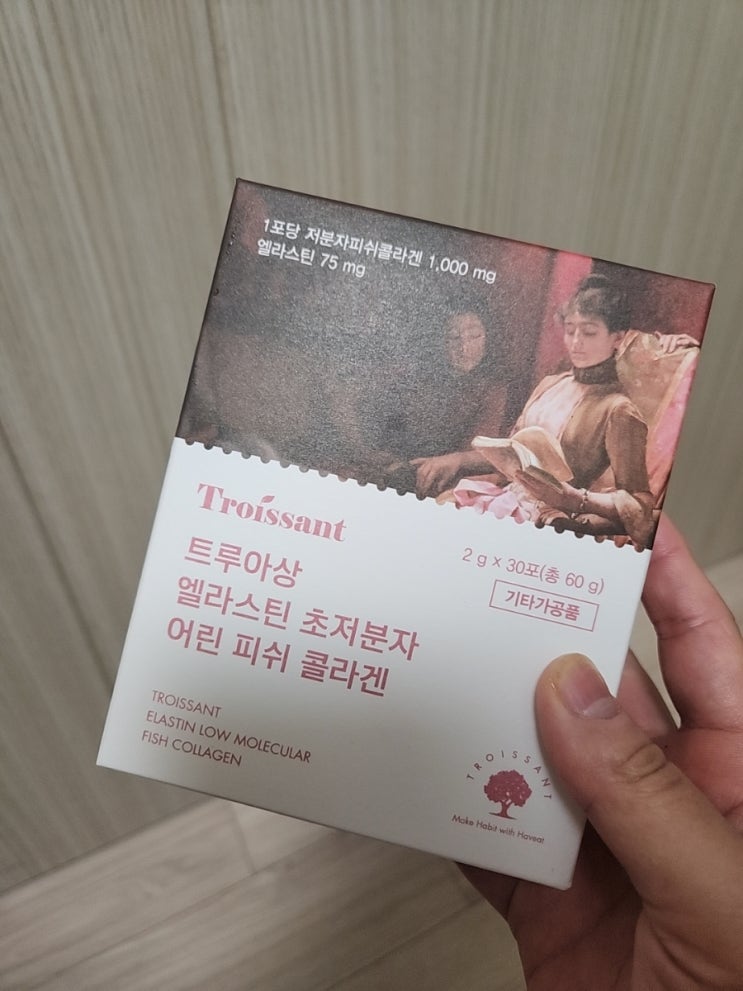 1포당 저분자피쉬콜라겐 1,000 mg
엘라스틴 75 mg
Troissant
2 g x 30포(총 60 g)
기타가공품
트루아상
엘라스틴 초저분자
어린 피쉬 콜라겐
TROISSANT
ELASTIN LOW MOLECULAR
FISH COLLAGEN
TROISSANT
Make Habit with Haveat